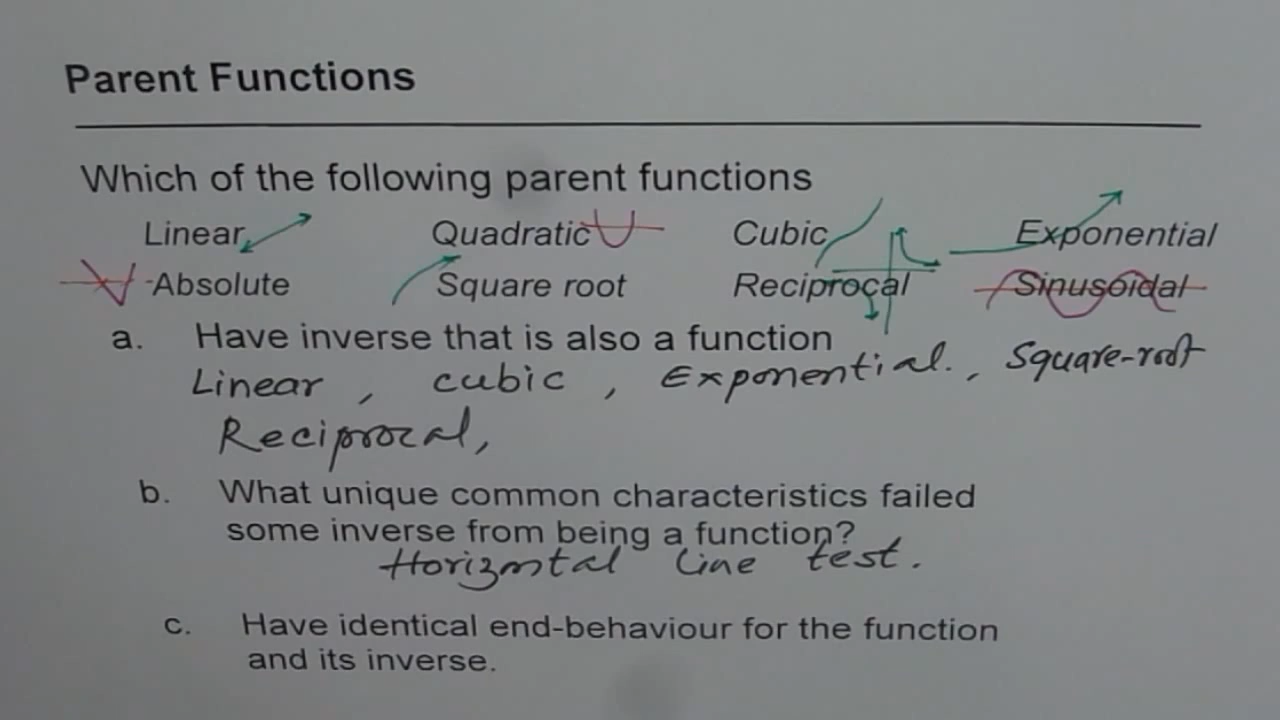 Parent Functions
Which of the following parent functions
Linear Quadratic Cubic Exponential
Absolute Square root Reciprocal Sinusoidal
a. Have inverse that is also a function
Linear, cubic, Exponential., Square-root
Reciprocal,
b. What unique common characteristics failed
some inverse from being a function?
Horizontal line test.
c. Have identical end-behaviour for the function
and its inverse.